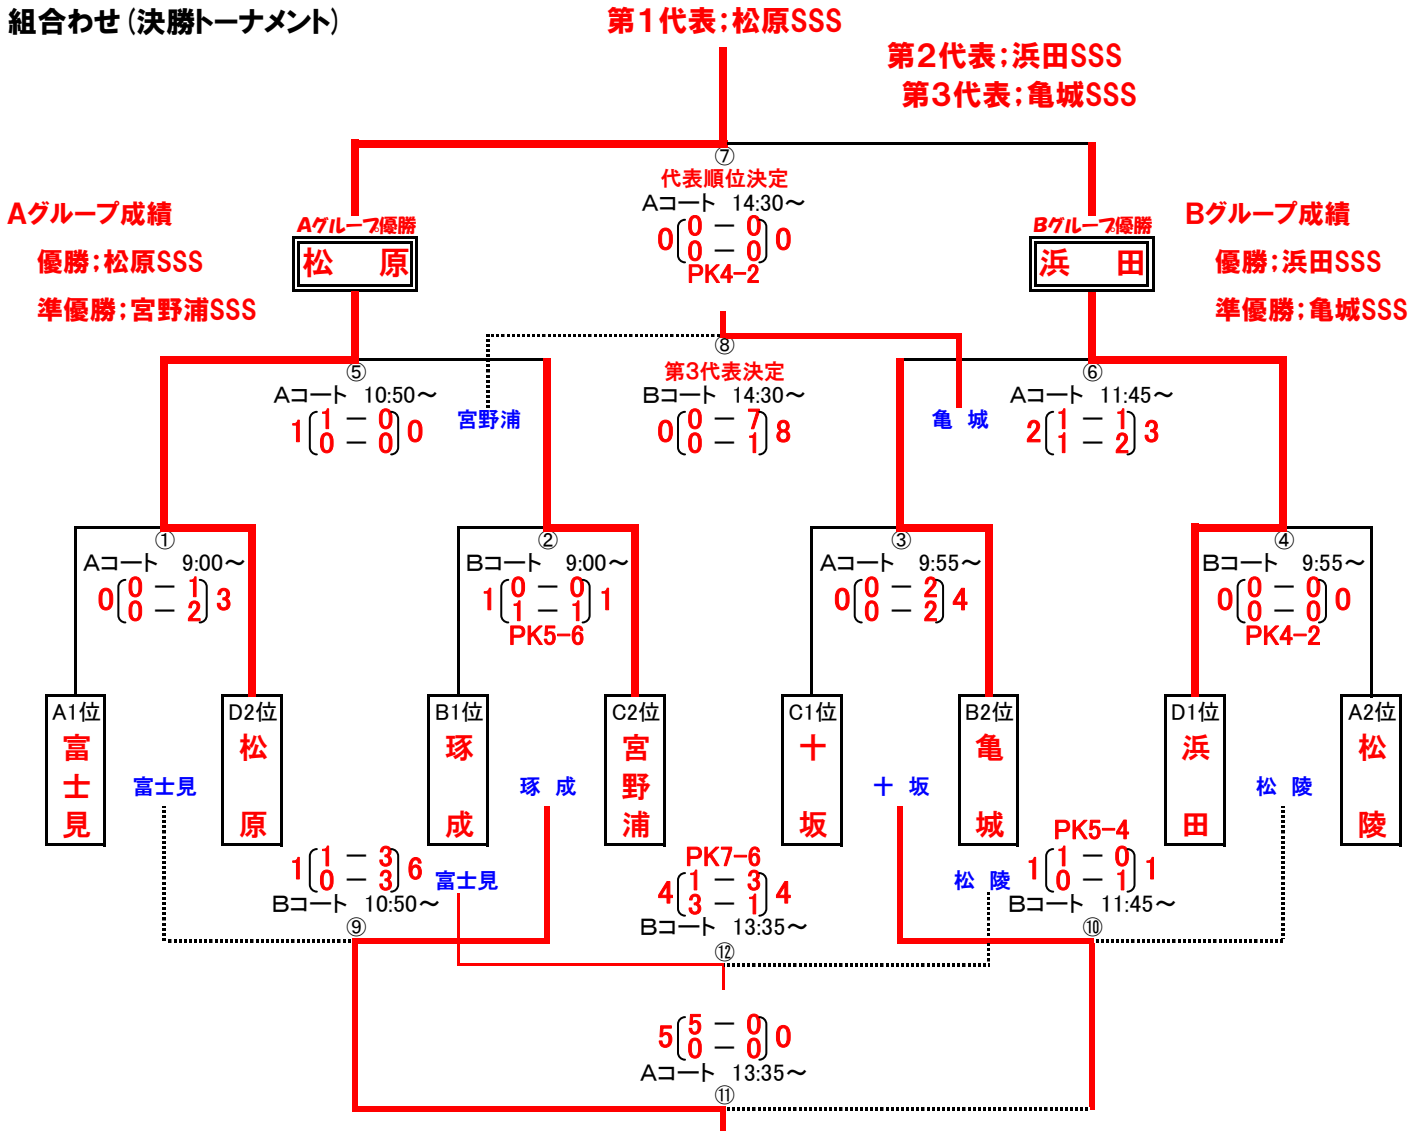 組合わせ（決勝トーナメント）
第１代表；松原SSS
第２代表；浜田SSS
第３代表；亀城SSS
⑦
代表順位決定
Aコート 14:30～
0 0 － 0 0
0 － 0
PK4-2
Aグループ成績
優勝；松原SSS
準優勝；宮野浦SSS
Aグループ優勝
松 原
Bグループ優勝
浜 田
Bグループ成績
優勝；浜田SSS
準優勝；亀城SSS
⑧
第3代表決定
Bコート 14:30～
0 0 － 7 8
0 － 1
⑤
Aコート 10:50～
1 1 － 0 0
0 － 0
宮野浦
亀 城
⑥
Aコート 11:45～
2 1 － 1 3
1 － 2
①
Aコート 9:00～
0 0 － 1 3
0 － 2
②
Bコート 9:00～
1 0 － 0 1
1 － 1
PK5-6
③
Aコート 9:55～
0 0 － 2 4
0 － 2
④
Bコート 9:55～
0 0 － 0 0
0 － 0
PK4-2
A1位
富士見
D2位
松原
B1位
琢成
C2位
宮野浦
C1位
十坂
B2位
亀城
D1位
浜田
A2位
松陵
富士見
琢 成
十 坂
松 陵
1 1 － 3 6
0 － 3
Bコート 10:50～
⑨
富士見
PK7-6
4 1 － 3 4
3 － 1
Bコート 13:35～
⑫
松 陵
PK5-4
1 1 － 0 1
0 － 1
Bコート 11:45～
⑩
5 5 － 0 0
0 － 0
Aコート 13:35～
⑪